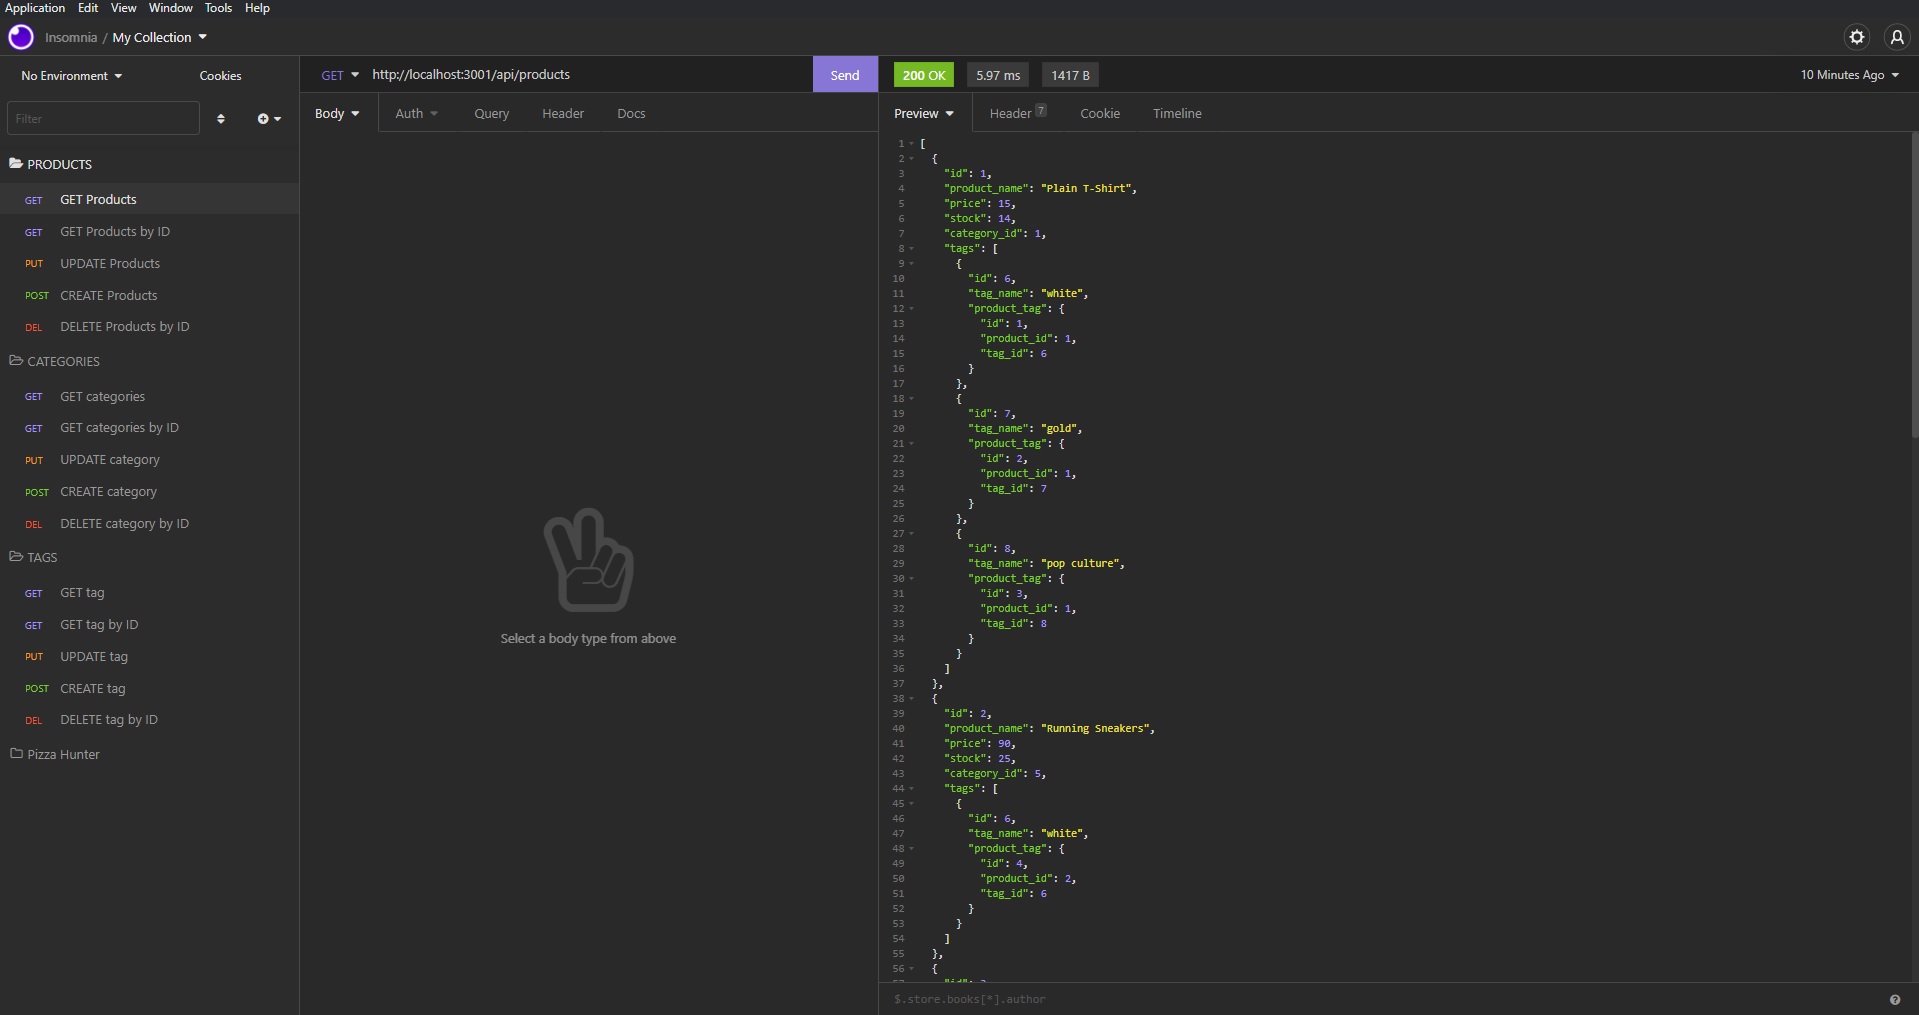 Application Edit View Window Tools Help
Insomnia / My Collection
No Environment Cookies
Filter
PRODUCTS
GET GET Products
GET GET Products by ID
PUT UPDATE Products
POST CREATE Products
DEL DELETE Products by ID
CATEGORIES
GET GET categories
GET GET categories by ID
PUT UPDATE category
POST CREATE category
DEL DELETE category by ID
TAGS
GET GET tag
GET GET tag by ID
PUT UPDATE tag
POST CREATE tag
DEL DELETE tag by ID
Pizza Hunter
GET http://localhost:3001/api/products Send
Body Auth Query Header Docs
Select a body type from above
200 OK 5.97 ms 1417 B 10 Minutes Ago
Preview Header 7 Cookie Timeline
1 [
2 {
3 "id": 1,
4 "product_name": "Plain T-Shirt",
5 "price": 15,
6 "stock": 14,
7 "category_id": 1,
8 "tags": [
9 {
10 "id": 6,
11 "tag_name": "white",
12 "product_tag": {
13 "id": 1,
14 "product_id": 1,
15 "tag_id": 6
16 }
17 },
18 {
19 "id": 7,
20 "tag_name": "gold",
21 "product_tag": {
22 "id": 2,
23 "product_id": 1,
24 "tag_id": 7
25 }
26 },
27 {
28 "id": 8,
29 "tag_name": "pop culture",
30 "product_tag": {
31 "id": 3,
32 "product_id": 1,
33 "tag_id": 8
34 }
35 }
36 ]
37 },
38 {
39 "id": 2,
40 "product_name": "Running Sneakers",
41 "price": 90,
42 "stock": 25,
43 "category_id": 5,
44 "tags": [
45 {
46 "id": 6,
47 "tag_name": "white",
48 "product_tag": {
49 "id": 4,
50 "product_id": 2,
51 "tag_id": 6
52 }
53 }
54 ]
55 },
56 {
$.store.books[*].author